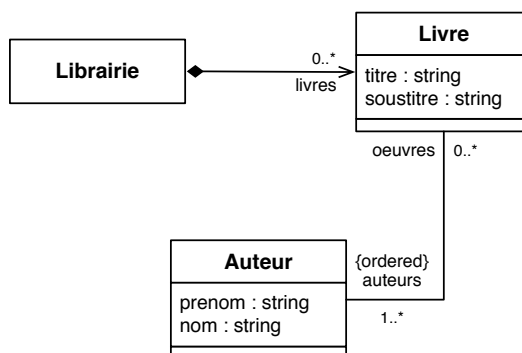 Livre
Librairie
0..*
livres
titre : string
soustitre : string
oeuvres
0..*
Auteur
{ordered}
auteurs
prenom : string
nom : string
1..*